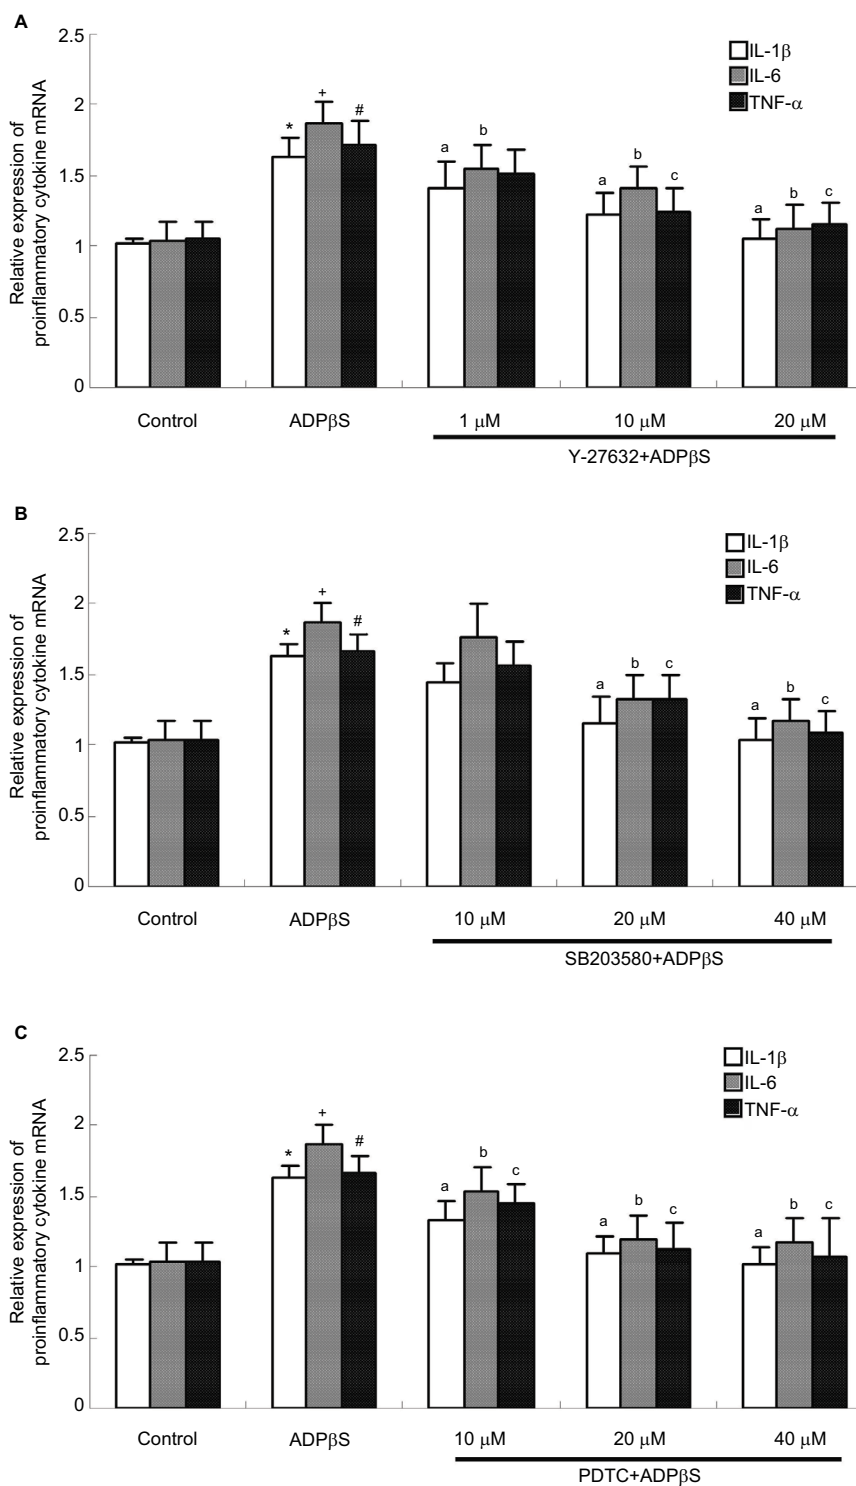 A
2.5
2
1.5
1
0.5
0
Relative expression of
proinflammatory cytokine mRNA
IL-1β
IL-6
TNF-α
* + #
a b
a b c
a b c
Control ADPβS 1 μM 10 μM 20 μM
Y-27632+ADPβS
B
2.5
2
1.5
1
0.5
0
Relative expression of
proinflammatory cytokine mRNA
IL-1β
IL-6
TNF-α
* + #
a b c
a b c
Control ADPβS 10 μM 20 μM 40 μM
SB203580+ADPβS
C
2.5
2
1.5
1
0.5
0
Relative expression of
proinflammatory cytokine mRNA
IL-1β
IL-6
TNF-α
* + #
a b c
a b c
a b c
Control ADPβS 10 μM 20 μM 40 μM
PDTC+ADPβS